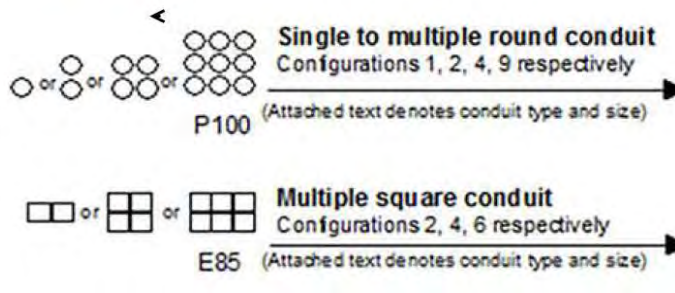 Single to multiple round conduit
or or or Configurations 1, 2, 4, 9 respectively
P100 (Attached text denotes conduit type and size)
Multiple square conduit
or or Configurations 2, 4, 6 respectively
E85 (Attached text denotes conduit type and size)